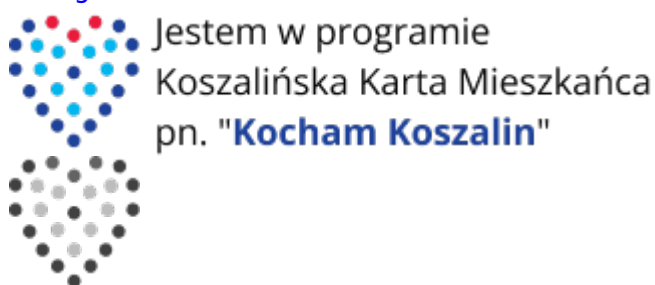 Jestem w programie
Koszalińska Karta Mieszkańca
pn. "Kocham Koszalin"